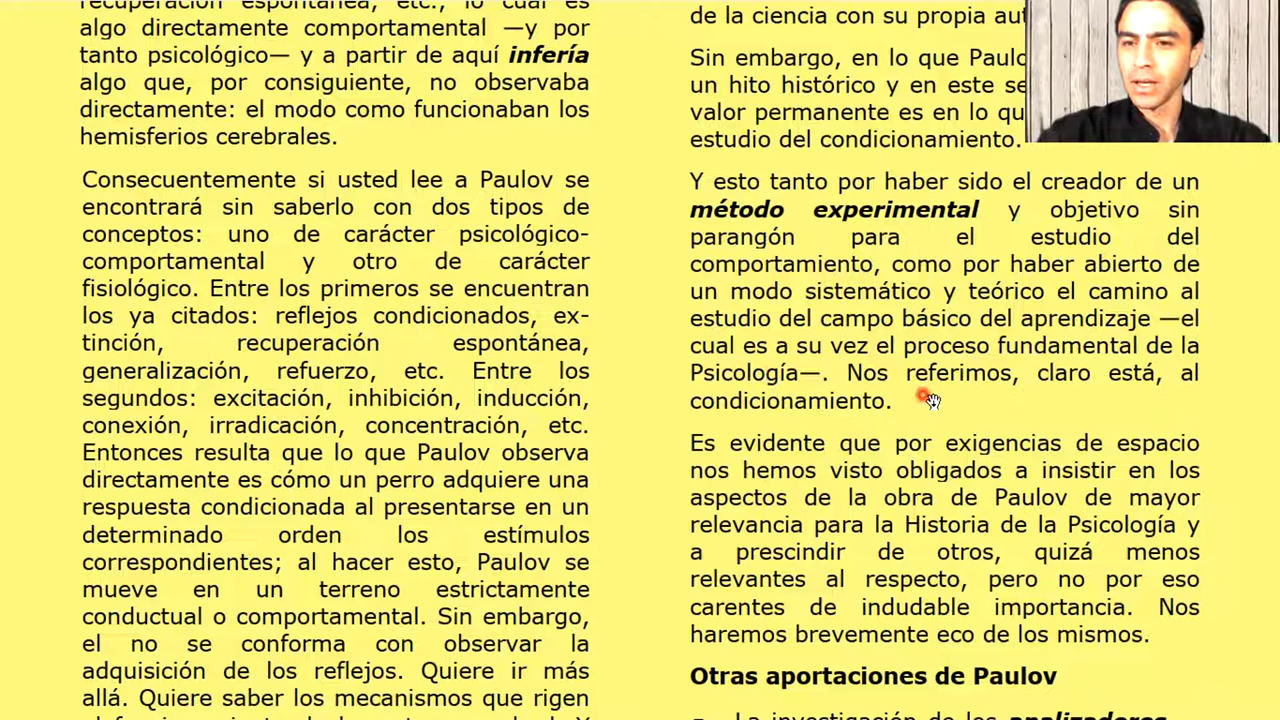 recuperación espontánea, etc., lo cual es
algo directamente comportamental —y por
tanto psicológico— y a partir de aquí infería
algo que, por consiguiente, no observaba
directamente: el modo como funcionaban los
hemisferios cerebrales.
Consecuentemente si usted lee a Paulov se
encontrará sin saberlo con dos tipos de
conceptos: uno de carácter psicológico-
comportamental y otro de carácter
fisiológico. Entre los primeros se encuentran
los ya citados: reflejos condicionados, ex-
tinción, recuperación espontánea,
generalización, refuerzo, etc. Entre los
segundos: excitación, inhibición, inducción,
conexión, irradicación, concentración, etc.
Entonces resulta que lo que Paulov observa
directamente es cómo un perro adquiere una
respuesta condicionada al presentarse en un
determinado orden los estímulos
correspondientes; al hacer esto, Paulov se
mueve en un terreno estrictamente
conductual o comportamental. Sin embargo,
el no se conforma con observar la
adquisición de los reflejos. Quiere ir más
allá. Quiere saber los mecanismos que rigen
de la ciencia con su propia
Sin embargo, en lo que
un hito histórico y en este
valor permanente es en lo
estudio del condicionamiento.
Y esto tanto por haber sido el creador de un
método experimental y objetivo sin
parangón para el estudio del
comportamiento, como por haber abierto de
un modo sistemático y teórico el camino al
estudio del campo básico del aprendizaje —el
cual es a su vez el proceso fundamental de la
Psicología—. Nos referimos, claro está, al
condicionamiento.
Es evidente que por exigencias de espacio
nos hemos visto obligados a insistir en los
aspectos de la obra de Paulov de mayor
relevancia para la Historia de la Psicología y
a prescindir de otros, quizá menos
relevantes al respecto, pero no por eso
carentes de indudable importancia. Nos
haremos brevemente eco de los mismos.
Otras aportaciones de Paulov
La investigación de los analizadores